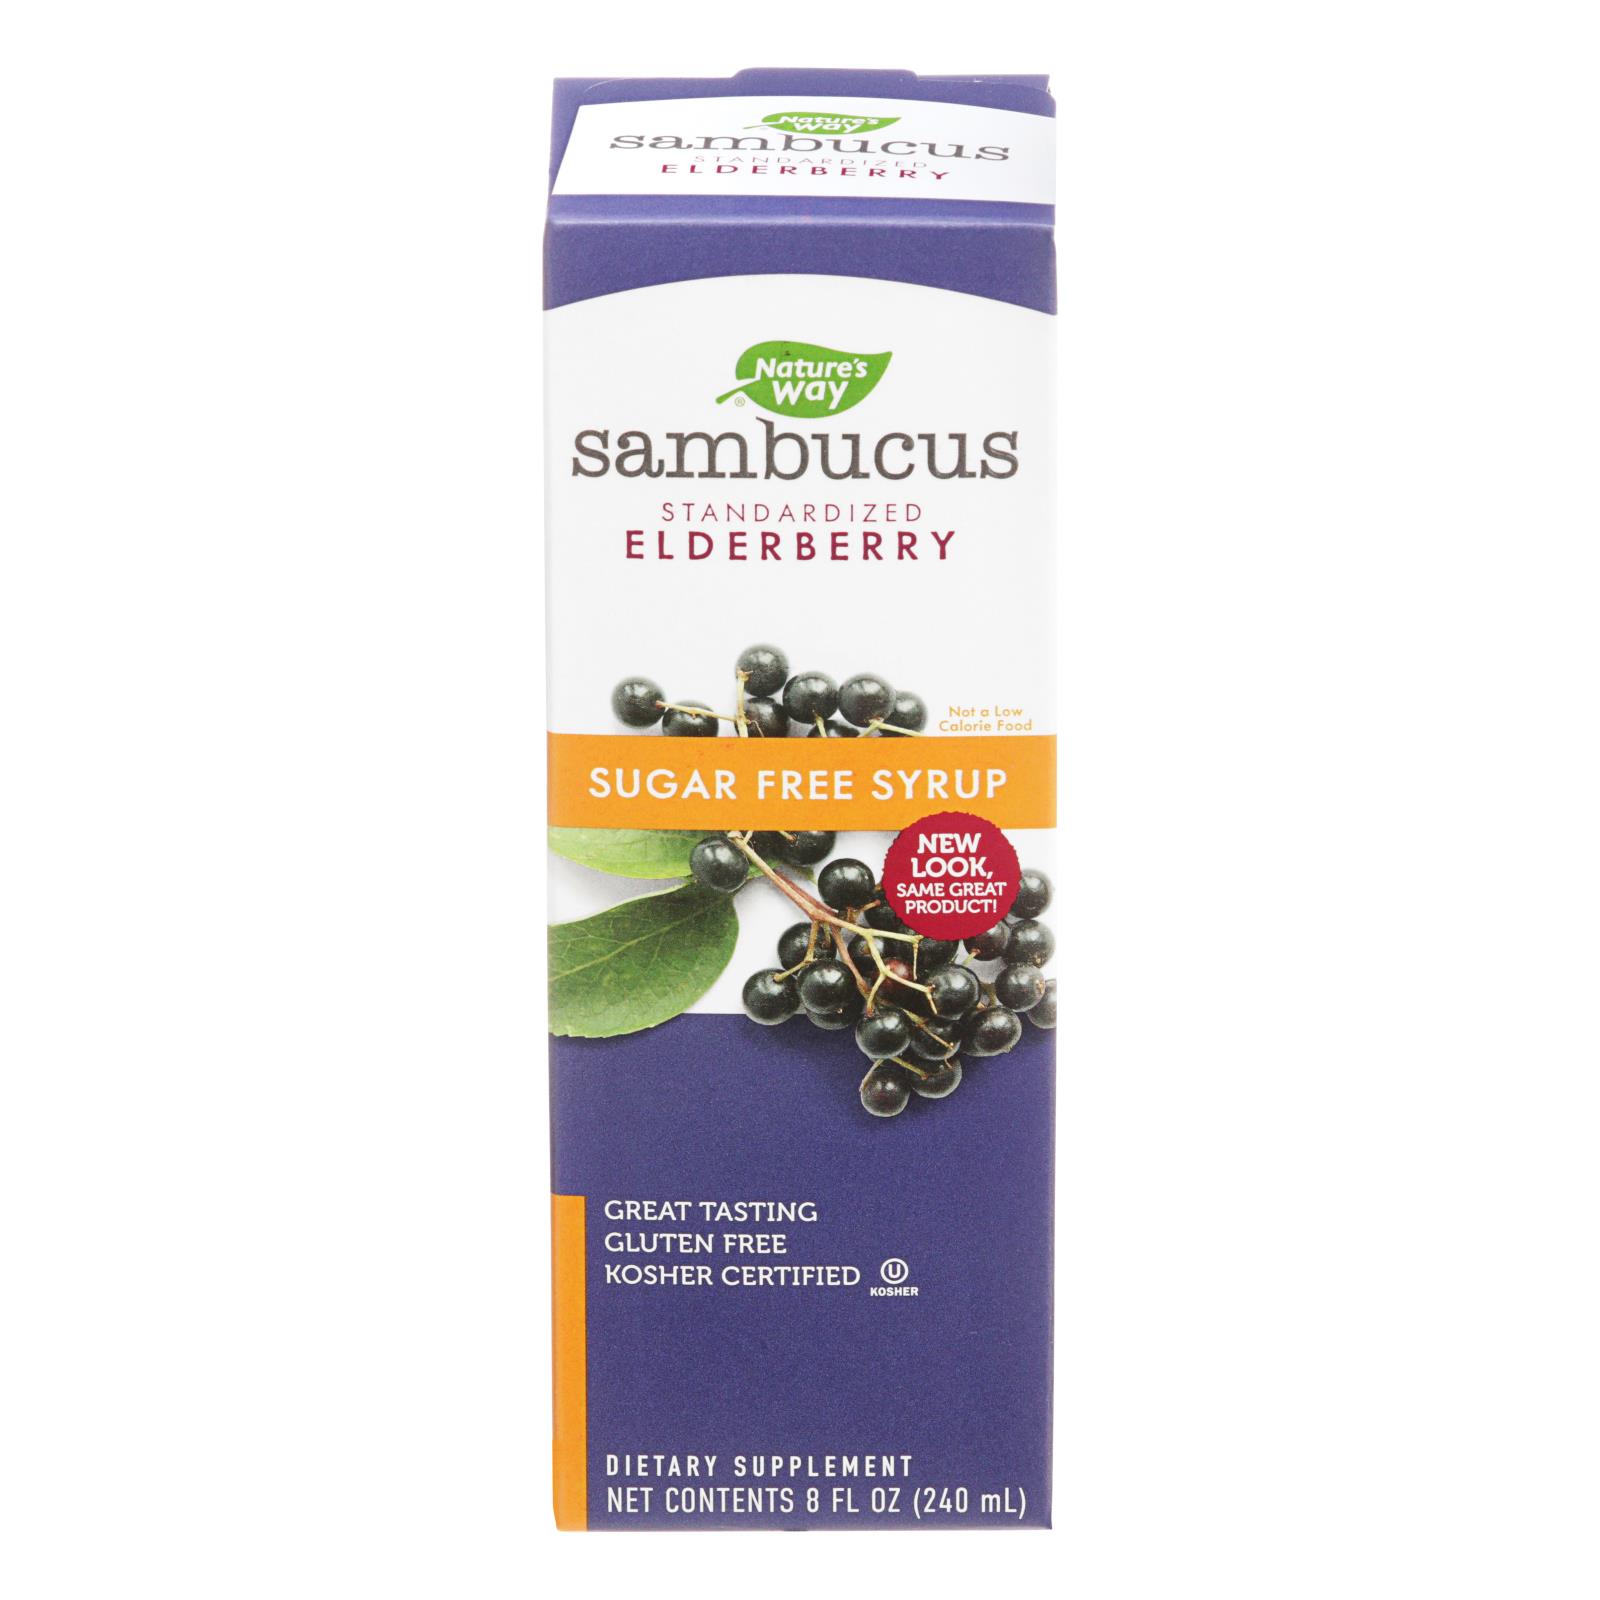 Nature's
Way
sambucus
STANDARDIZED
ELDERBERRY
Nature's
Way
®
sambucus
STANDARDIZED
ELDERBERRY
Not a Low
Calorie Food
SUGAR FREE SYRUP
NEW
LOOK,
SAME GREAT
PRODUCT!
GREAT TASTING
GLUTEN FREE
KOSHER CERTIFIED
U
KOSHER
DIETARY SUPPLEMENT
NET CONTENTS 8 FL OZ (240 mL)